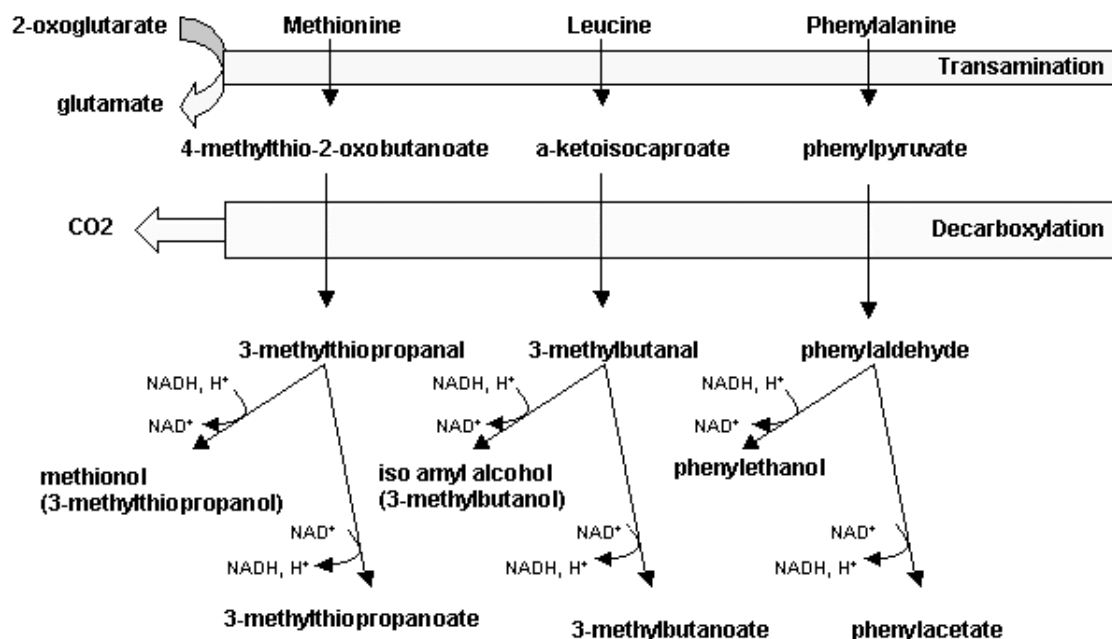 2-oxoglutarate Methionine Leucine Phenylalanine
Transamination
glutamate
4-methylthio-2-oxobutanoate a-ketoisocaproate phenylpyruvate
CO2 Decarboxylation
3-methylthiopropanal 3-methylbutanal phenylaldehyde
NADH, H⁺ NADH, H⁺ NADH, H⁺
NAD⁺ NAD⁺ NAD⁺
methionol iso amyl alcohol phenylethanol
(3-methylthiopropanol) (3-methylbutanol)
NAD⁺ NAD⁺ NAD⁺
NADH, H⁺ NADH, H⁺ NADH, H⁺
3-methylthiopropanoate 3-methylbutanoate phenylacetate